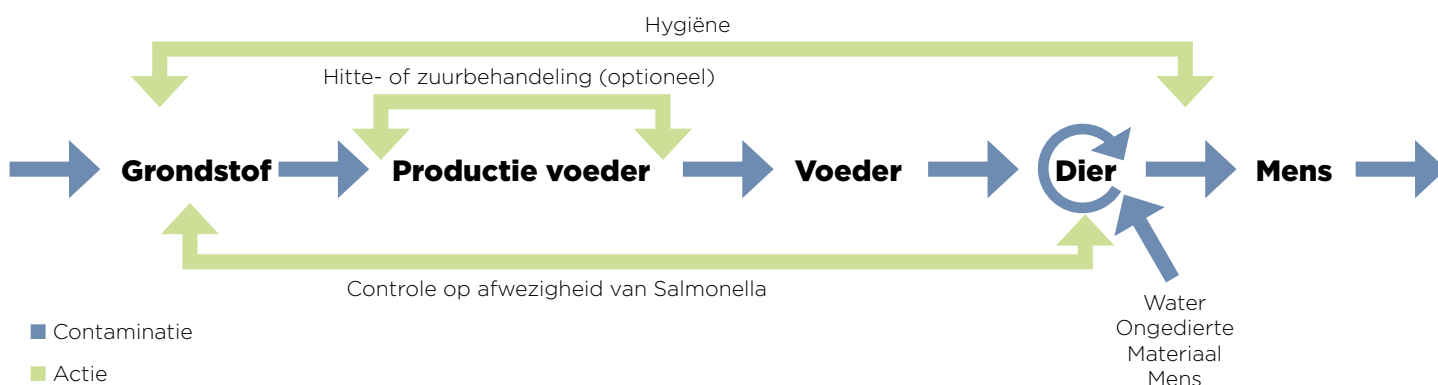 Hygiëne
Hitte- of zuurbehandeling (optioneel)
Grondstof
Productie voeder
Voeder
Dier
Mens
Controle op afwezigheid van Salmonella
Water
Ongedierte
Materiaal
Mens
Contaminatie
Actie